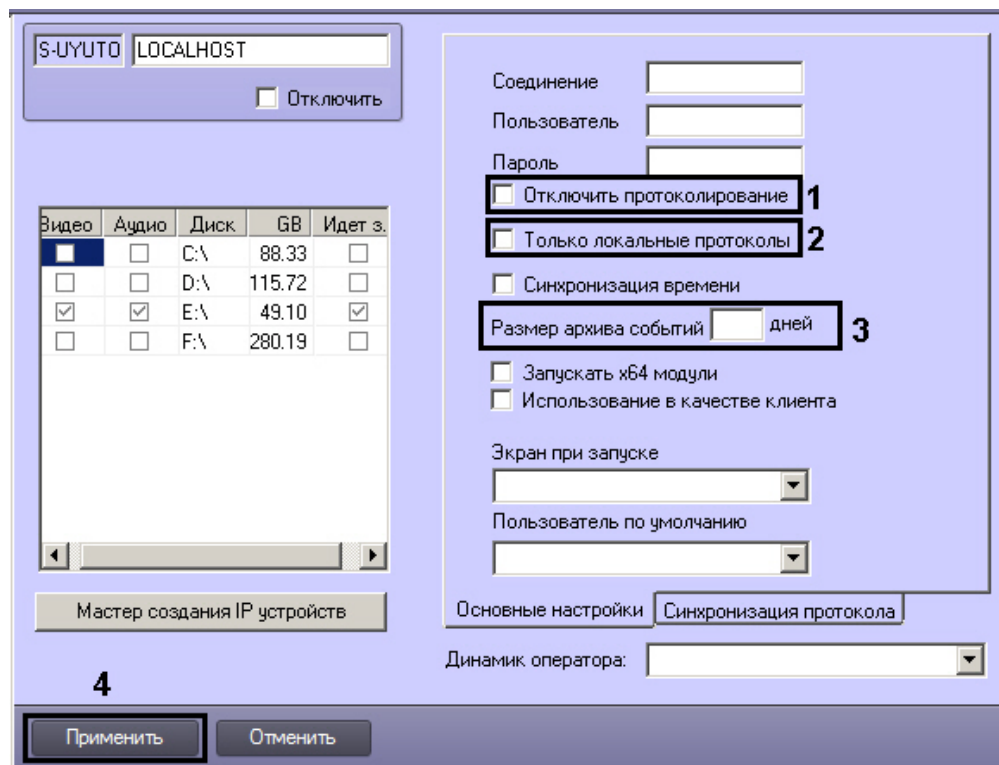 S-UYUTO LOCALHOST
Отключить
Видео Аудио Диск GB Идет з.
C:\ 88.33
D:\ 115.72
E:\ 49.10
F:\ 280.19
Мастер создания IP устройств
Соединение
Пользователь
Пароль
Отключить протоколирование 1
Только локальные протоколы 2
Синхронизация времени
Размер архива событий дней 3
Запускать x64 модули
Использование в качестве клиента
Экран при запуске
Пользователь по умолчанию
Основные настройки Синхронизация протокола
Динамик оператора:
4
Применить Отменить